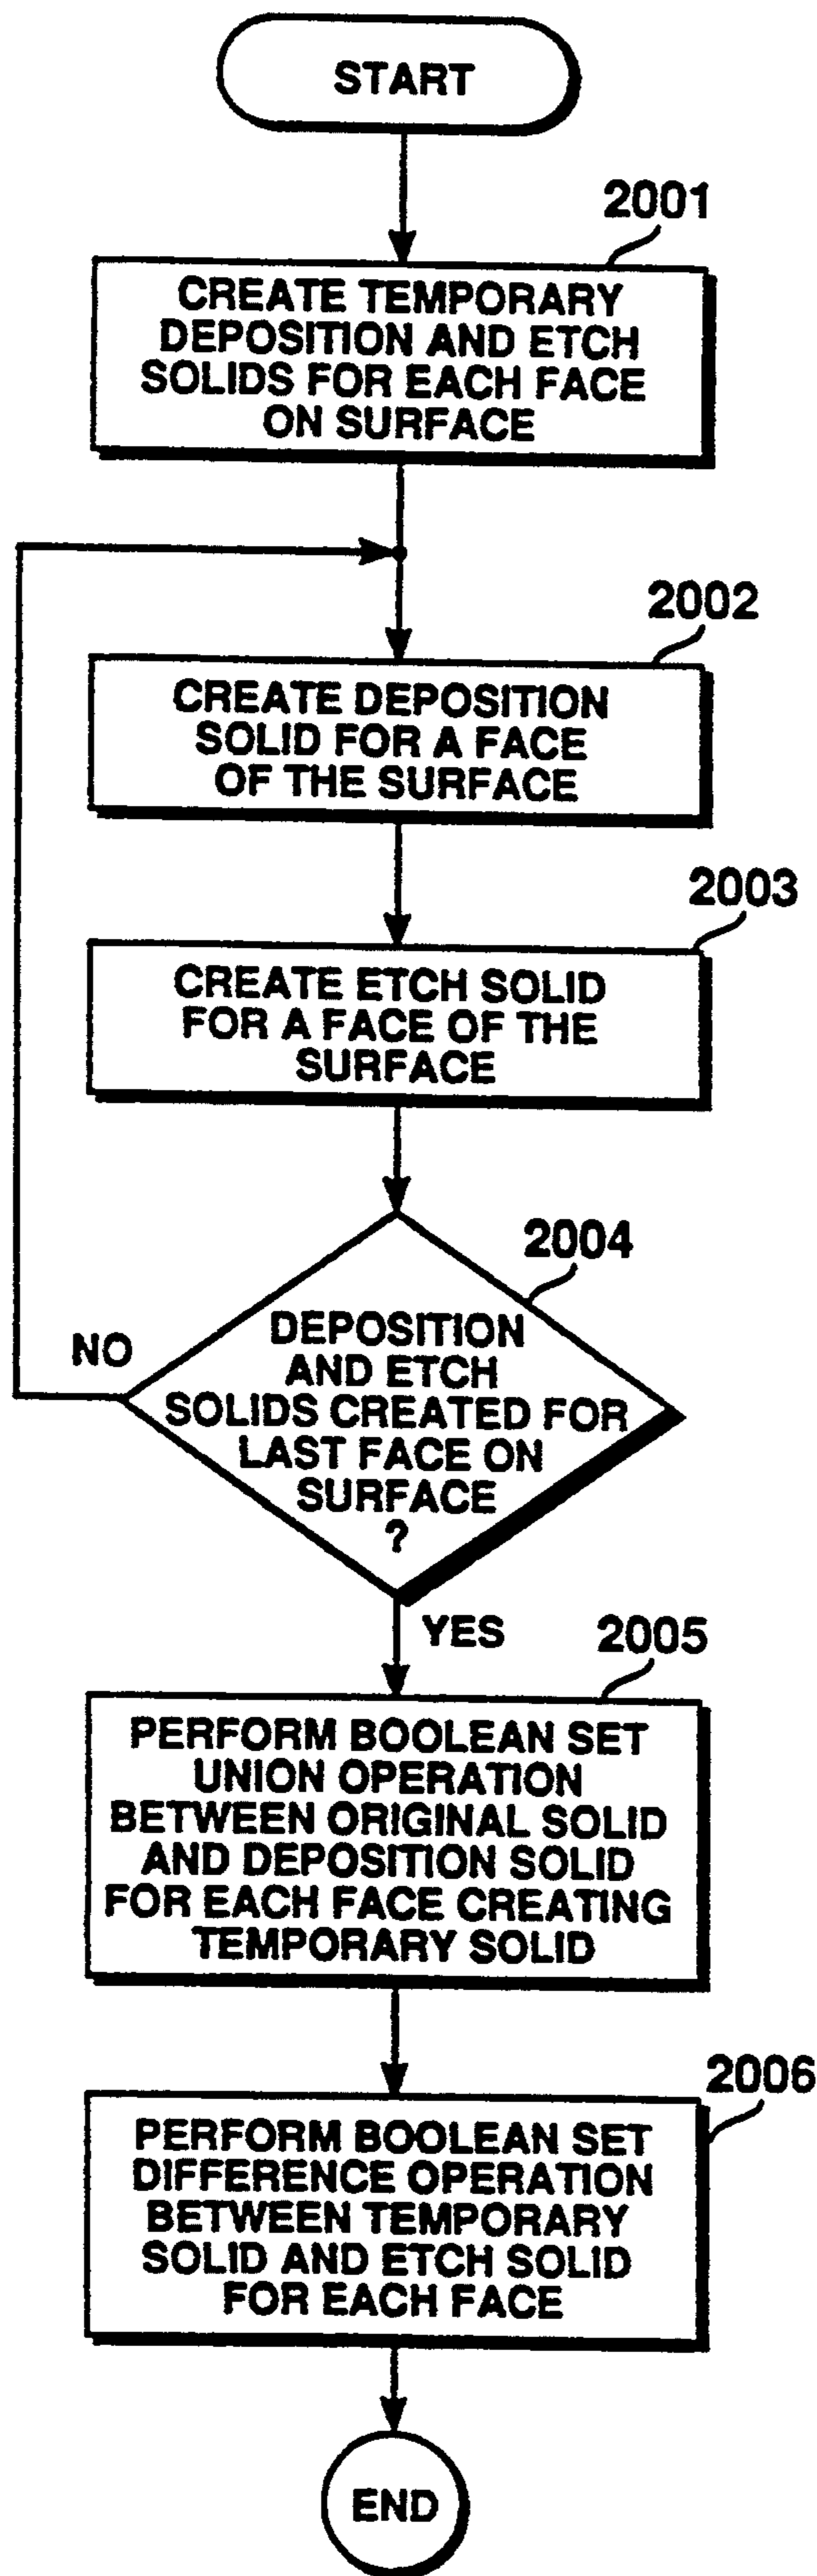 START
2001
CREATE TEMPORARY
DEPOSITION AND ETCH
SOLIDS FOR EACH FACE
ON SURFACE
2002
CREATE DEPOSITION
SOLID FOR A FACE
OF THE SURFACE
2003
CREATE ETCH SOLID
FOR A FACE OF THE
SURFACE
2004
DEPOSITION
AND ETCH
SOLIDS CREATED FOR
LAST FACE ON
SURFACE
?
NO
YES
2005
PERFORM BOOLEAN SET
UNION OPERATION
BETWEEN ORIGINAL SOLID
AND DEPOSITION SOLID
FOR EACH FACE CREATING
TEMPORARY SOLID
2006
PERFORM BOOLEAN SET
DIFFERENCE OPERATION
BETWEEN TEMPORARY
SOLID AND ETCH SOLID
FOR EACH FACE
END